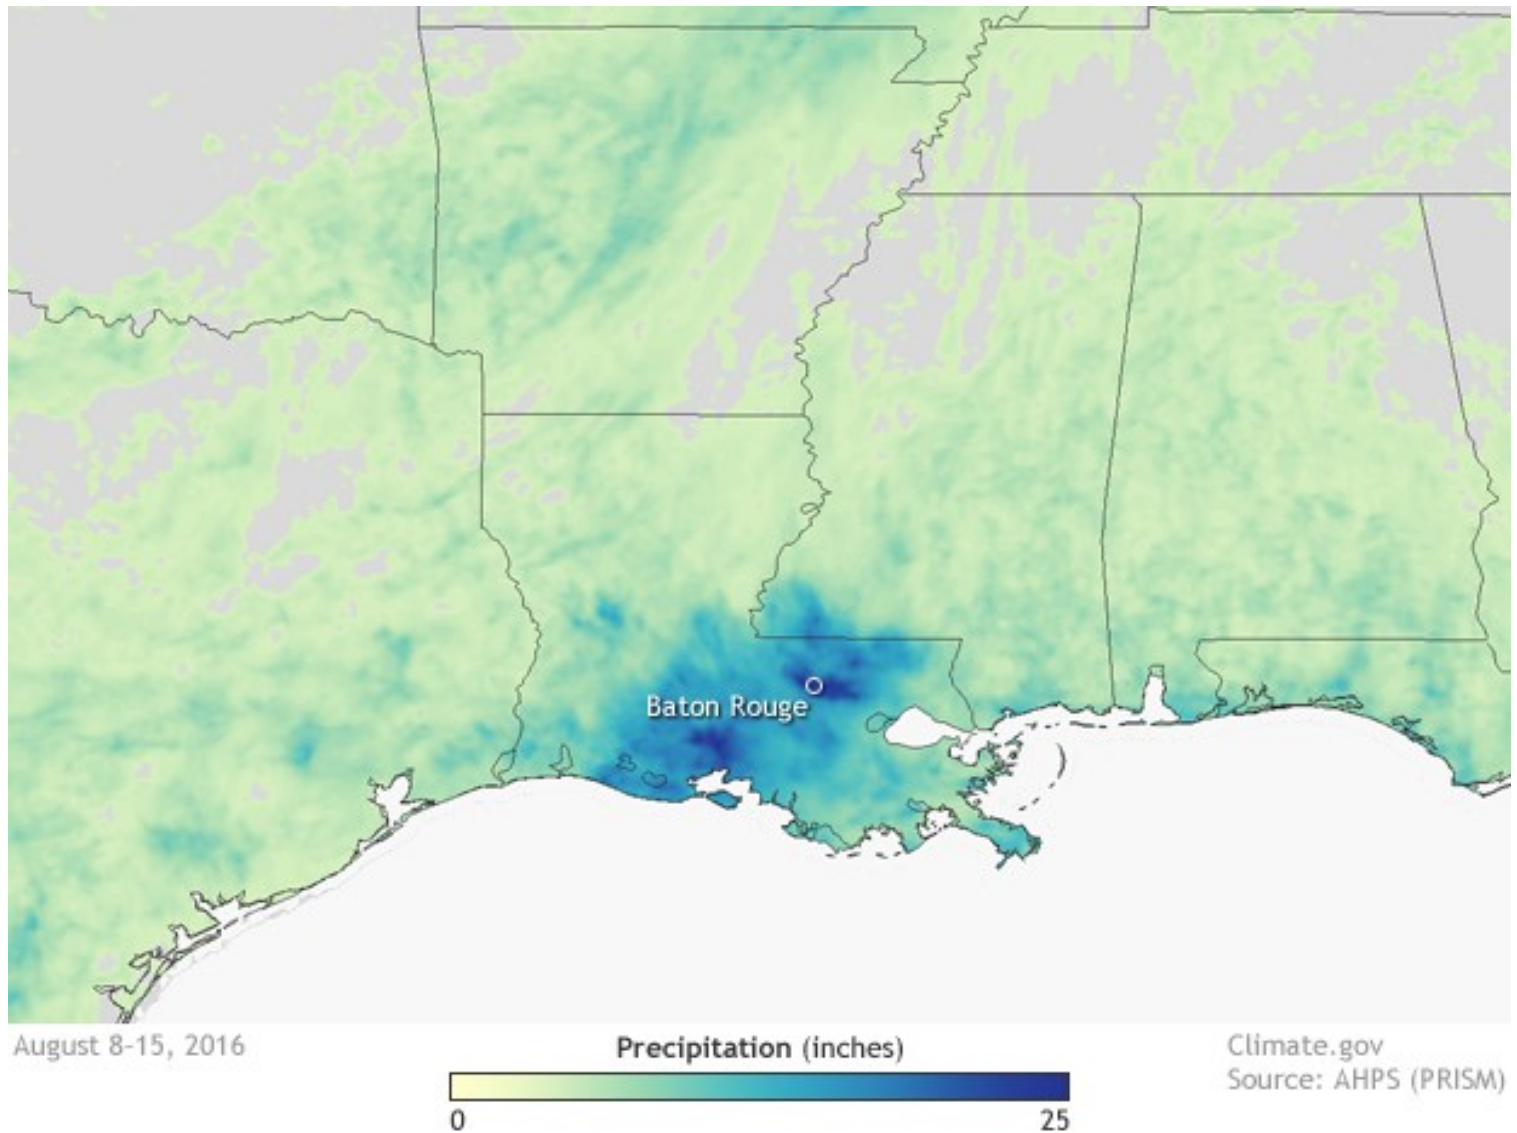 Baton Rouge
August 8-15, 2016
Precipitation (inches)
0
25
Climate.gov
Source: AHPS (PRISM)